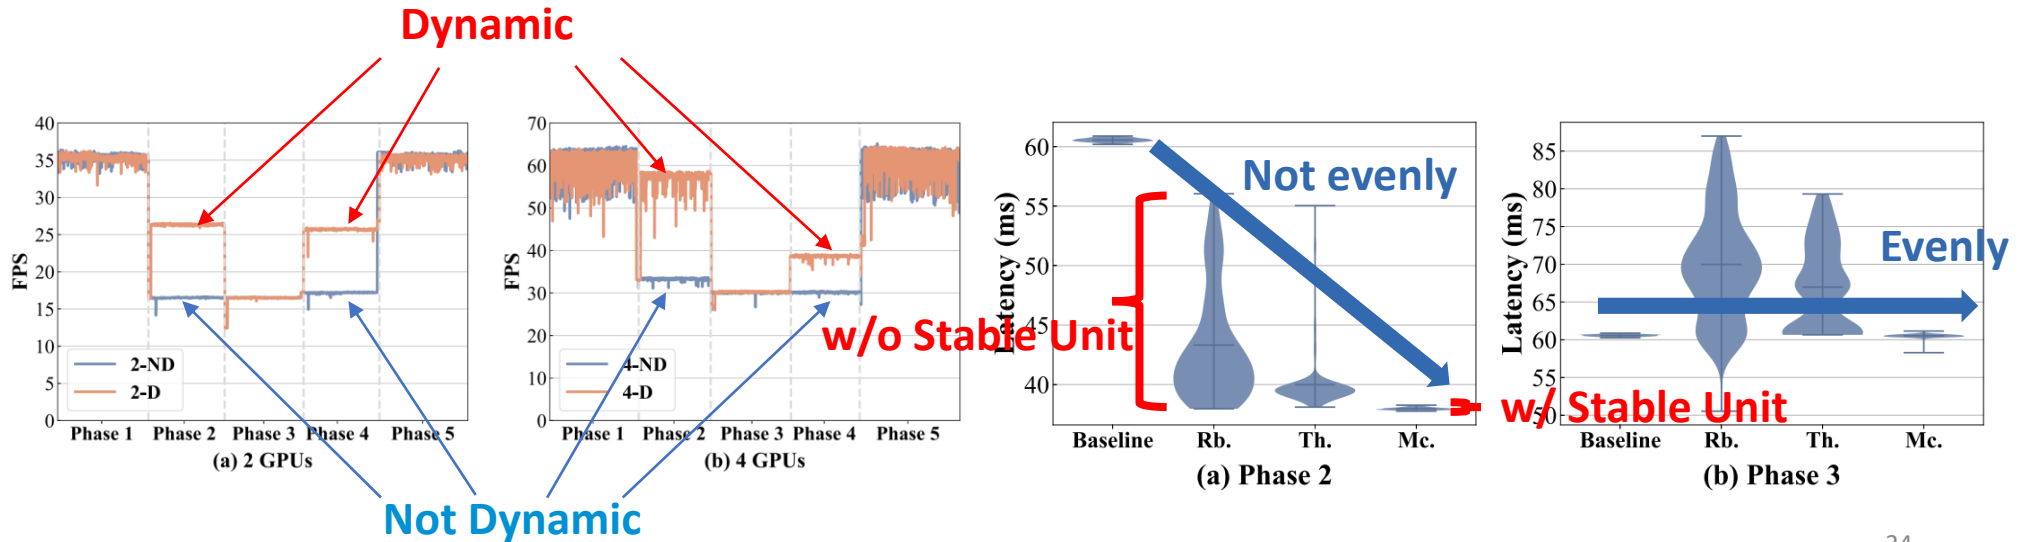 Dynamic
40
35
30
25
20
15
10
5
0
FPS
2-ND
2-D
Phase 1 Phase 2 Phase 3 Phase 4 Phase 5
(a) 2 GPUs
70
60
50
40
30
20
10
0
FPS
4-ND
4-D
Phase 1 Phase 2 Phase 3 Phase 4 Phase 5
(b) 4 GPUs
Not Dynamic
60
55
50
45
40
Latency (ms)
Not evenly
w/o Stable Unit
Baseline Rb. Th. Mc.
(a) Phase 2
85
80
75
70
65
60
55
50
Latency (ms)
Evenly
w/ Stable Unit
Baseline Rb. Th. Mc.
(b) Phase 3